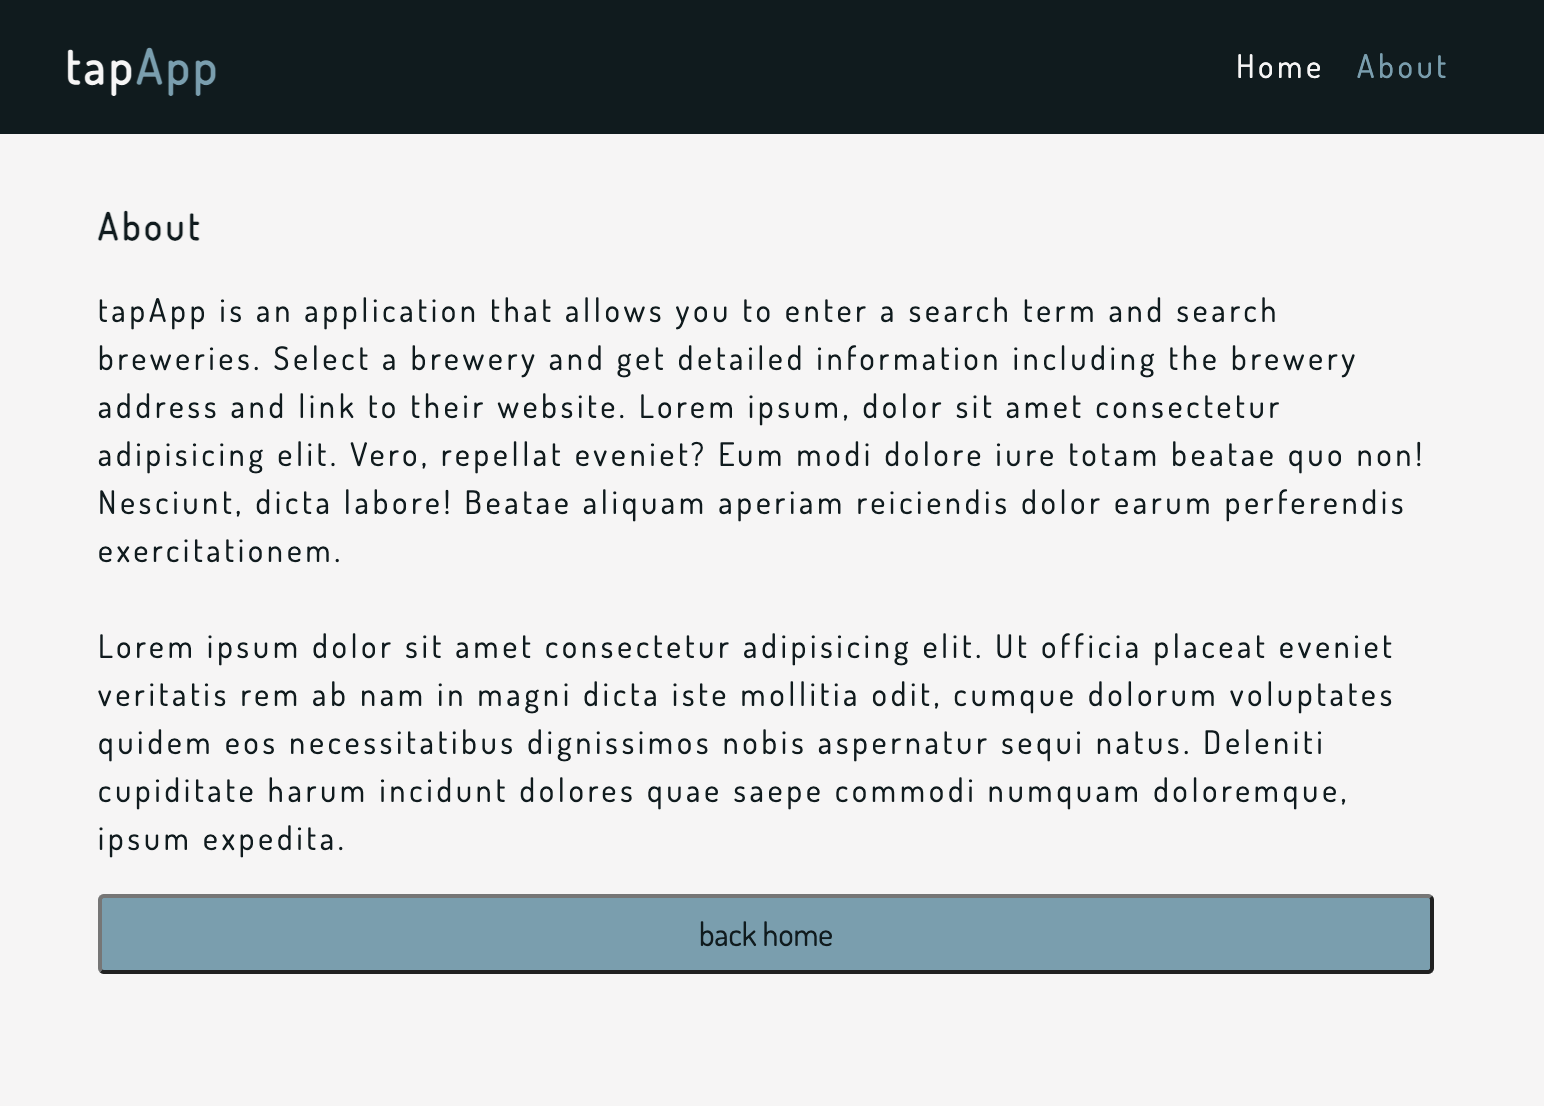 tapApp
Home About
About
tapApp is an application that allows you to enter a search term and search
breweries. Select a brewery and get detailed information including the brewery
address and link to their website. Lorem ipsum, dolor sit amet consectetur
adipisicing elit. Vero, repellat eveniet? Eum modi dolore iure totam beatae quo non!
Nesciunt, dicta labore! Beatae aliquam aperiam reiciendis dolor earum perferendis
exercitationem.
Lorem ipsum dolor sit amet consectetur adipisicing elit. Ut officia placeat eveniet
veritatis rem ab nam in magni dicta iste mollitia odit, cumque dolorum voluptates
quidem eos necessitatibus dignissimos nobis aspernatur sequi natus. Deleniti
cupiditate harum incidunt dolores quae saepe commodi numquam doloremque,
ipsum expedita.
back home